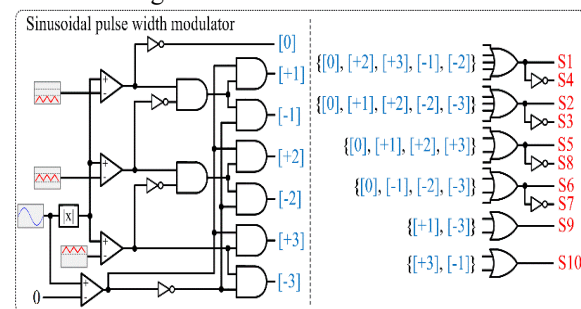 Sinusoidal pulse width modulator
[0]
[+1]
[-1]
[+2]
[-2]
[+3]
[-3]
+
-
+
-
|x|
+
-
+
-
0
{[0], [+2], [+3], [-1], [-2]}
S1
S4
{[0], [+1], [+2], [-2], [-3]}
S2
S3
{[0], [+1], [+2], [+3]}
S5
S8
{[0], [-1], [-2], [-3]}
S6
S7
{[+1], [-3]}
S9
{[+3], [-1]}
S10